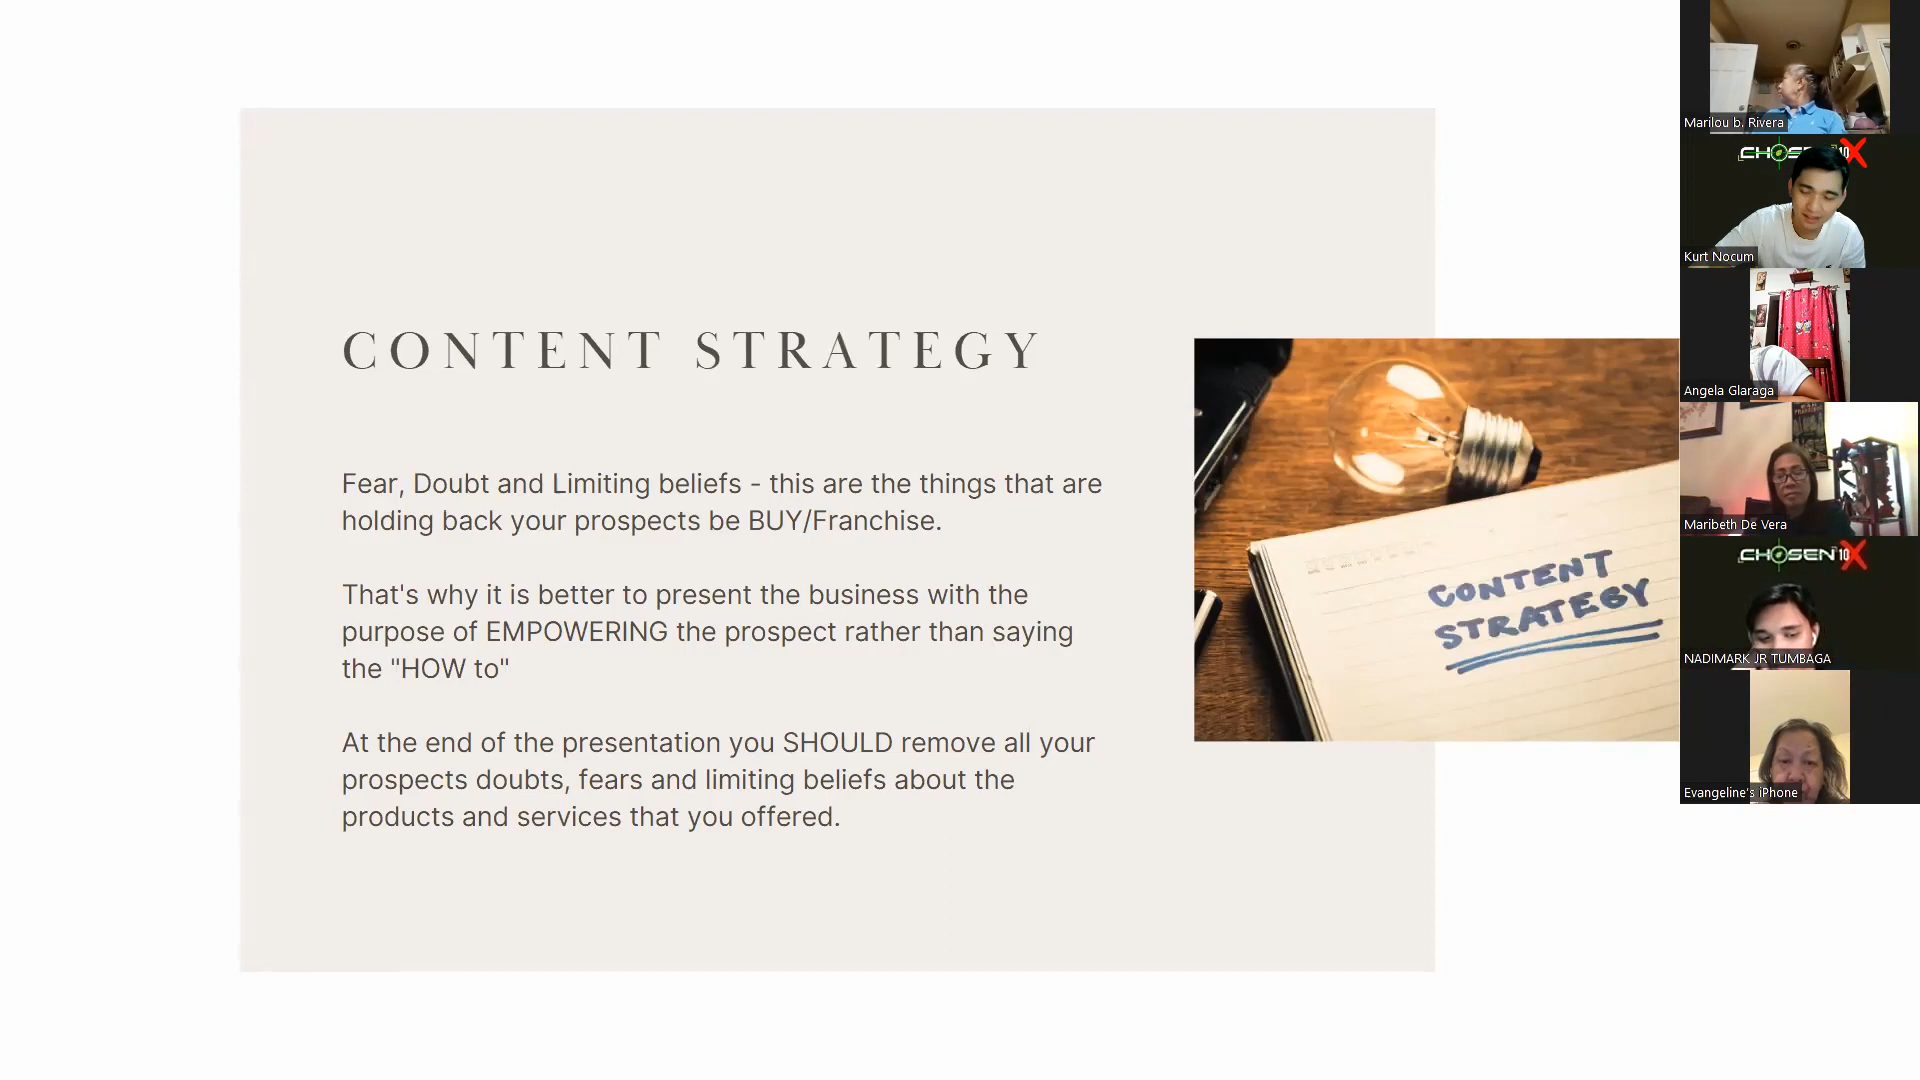 CONTENT STRATEGY
Fear, Doubt and Limiting beliefs - this are the things that are
holding back your prospects be BUY/Franchise.
That's why it is better to present the business with the
purpose of EMPOWERING the prospect rather than saying
the "HOW to"
At the end of the presentation you SHOULD remove all your
prospects doubts, fears and limiting beliefs about the
products and services that you offered.
CONTENT
STRATEGY
Marilou b. Rivera
10X
Kurt Nocum
Angela Glaraga
Maribeth De Vera
CHOSEN 10X
NADIMARK JR TUMBAGA
Evangeline's iPhone